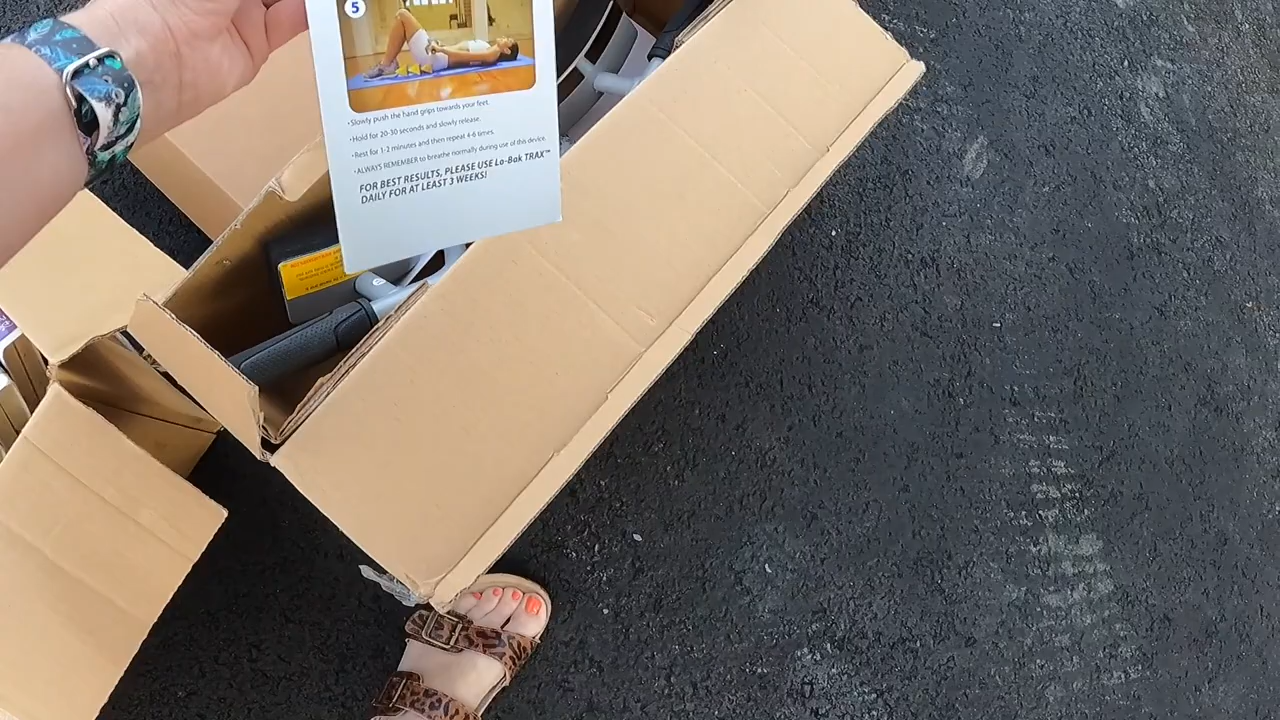 5
•Slowly push the hand grips towards your feet.
•Hold for 20-30 seconds and slowly release.
•Rest for 1-2 minutes and then repeat 4-6 times.
•ALWAYS REMEMBER to breathe normally during use of this device.
FOR BEST RESULTS, PLEASE USE Lo-Bak TRAX™
DAILY FOR AT LEAST 3 WEEKS!